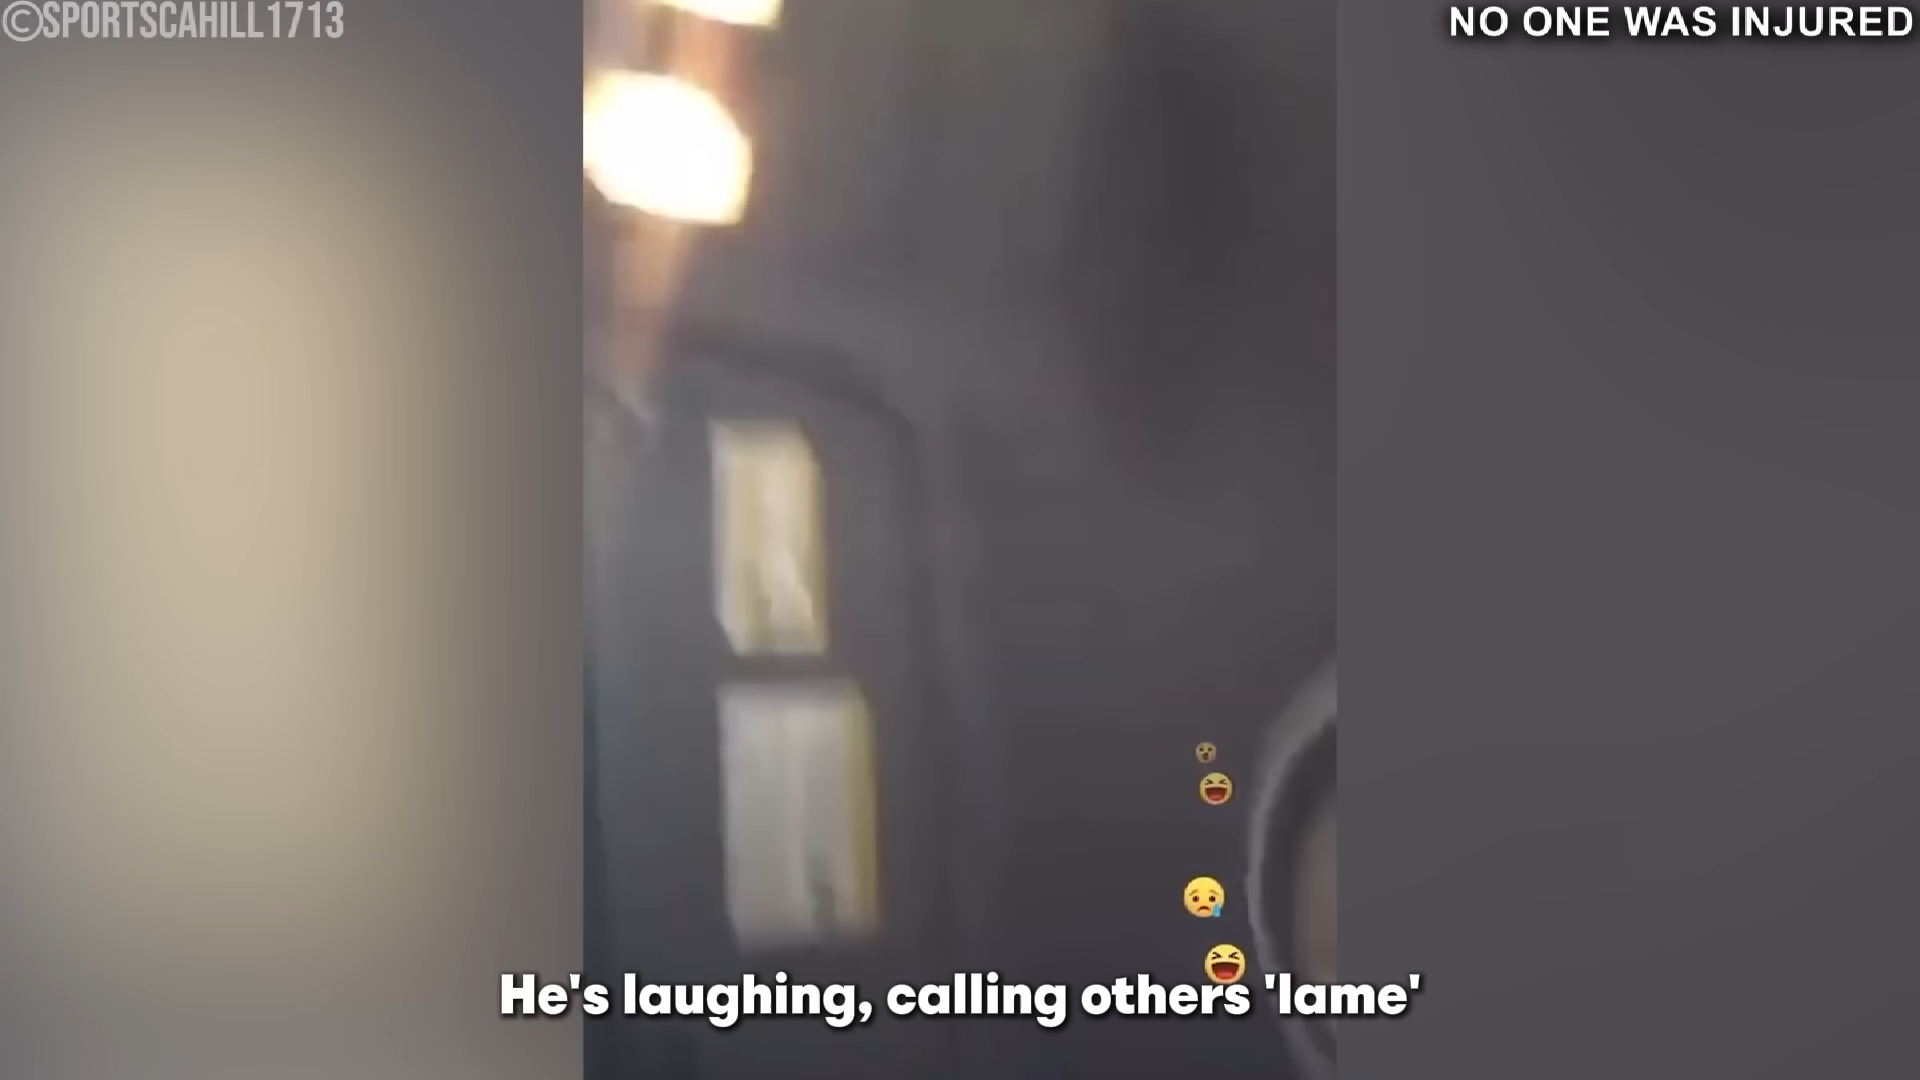 ©SPORTSCAHILL1713
NO ONE WAS INJURED
He's laughing, calling others 'lame'